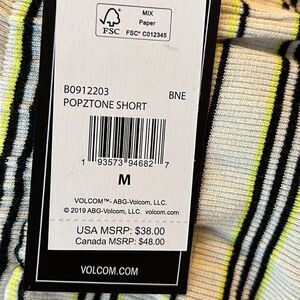 MIX
Paper
FSC
FSC® C012345
B0912203 BNE
POPZTONE SHORT
1 93573 94682 7
M
VOLCOM™- ABG-Volcom, LLC.
© 2019 ABG-Volcom, LLC. volcom.com
USA MSRP: $38.00
Canada MSRP: $48.00
VOLCOM.COM